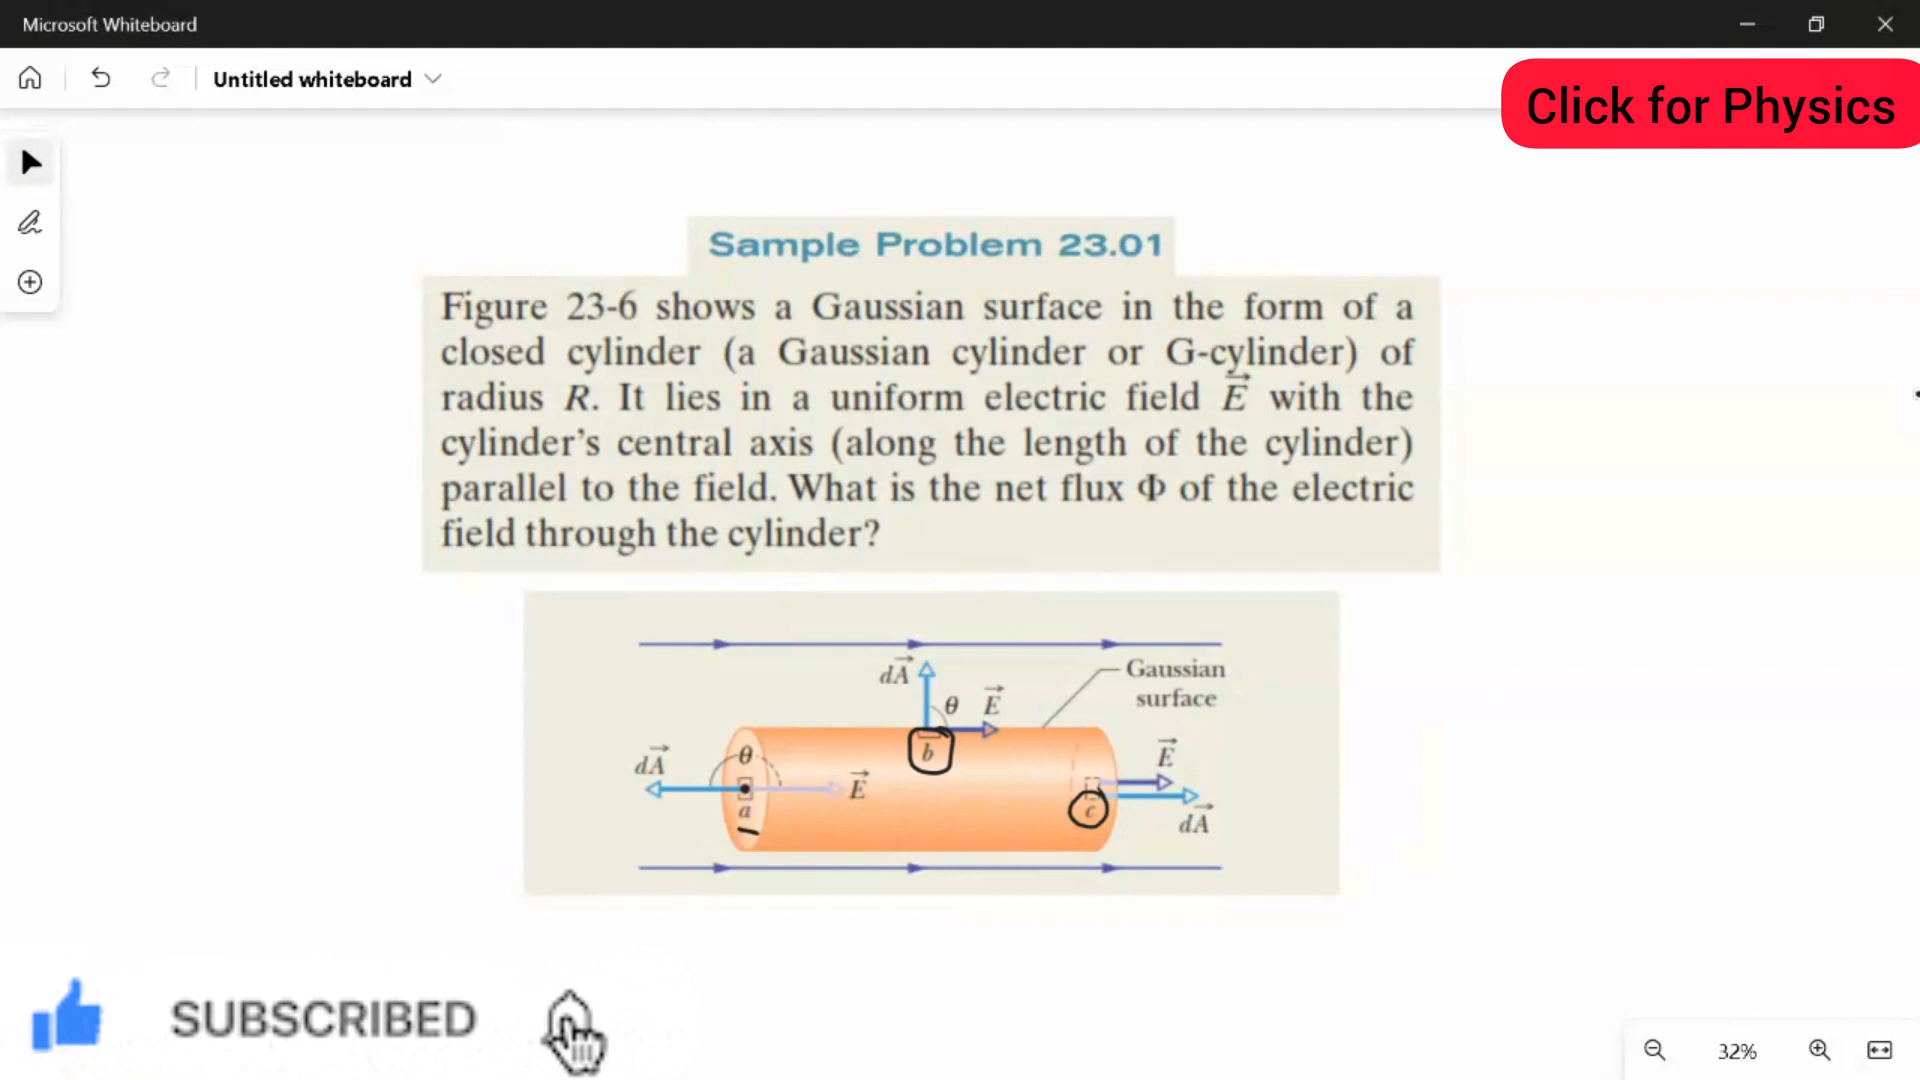 Microsoft Whiteboard
Untitled whiteboard
Click for Physics
Sample Problem 23.01
Figure 23-6 shows a Gaussian surface in the form of a
closed cylinder (a Gaussian cylinder or G-cylinder) of
radius R. It lies in a uniform electric field E⃗ with the
cylinder's central axis (along the length of the cylinder)
parallel to the field. What is the net flux Φ of the electric
field through the cylinder?
dA⃗
θ
E⃗
Gaussian
surface
b
dA⃗
θ
E⃗
a
E⃗
c
dA⃗
SUBSCRIBED
32%